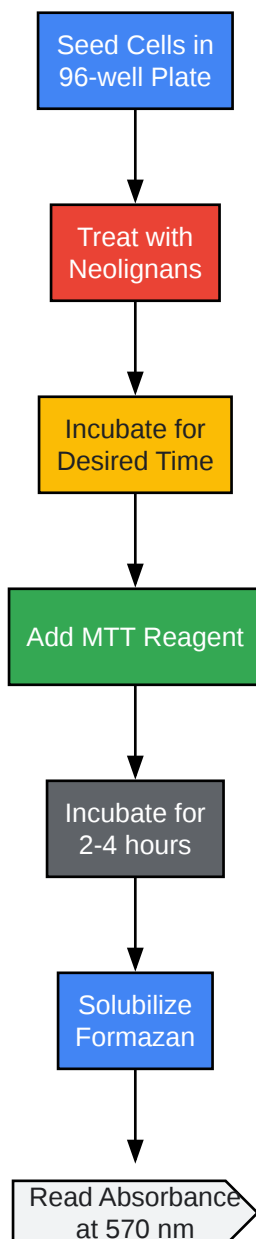 Seed Cells in
96-well Plate
Treat with
Neolignans
Incubate for
Desired Time
Add MTT Reagent
Incubate for
2-4 hours
Solubilize
Formazan
Read Absorbance
at 570 nm